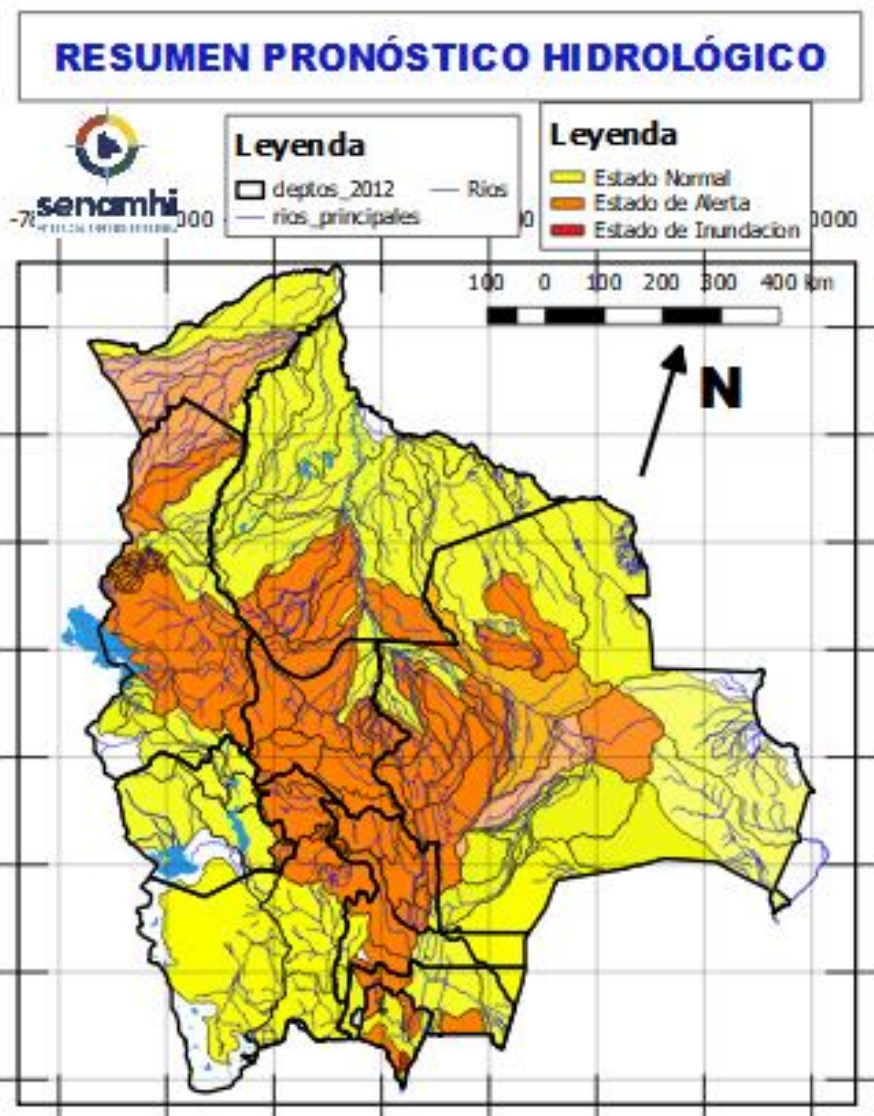 RESUMEN PRONÓSTICO HIDROLÓGICO
senamhi
Leyenda
deptos_2012
Rios
rios_principales
Leyenda
Estado Normal
Estado de Alerta
Estado de Inundacion
100 0 100 200 300 400 km
N